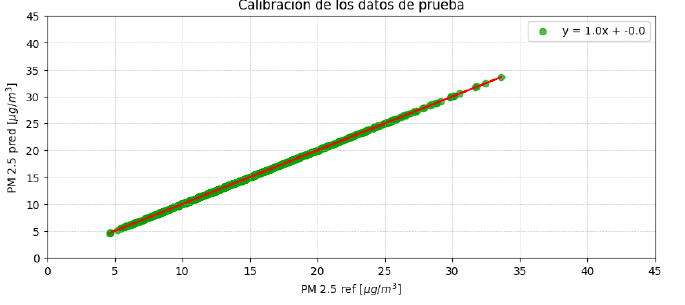 Calibración de los datos de prueba
y = 1.0x + -0.0
PM 2.5 pred [µg/m³]
45
40
35
30
25
20
15
10
5
0
0 5 10 15 20 25 30 35 40 45
PM 2.5 ref [µg/m³]